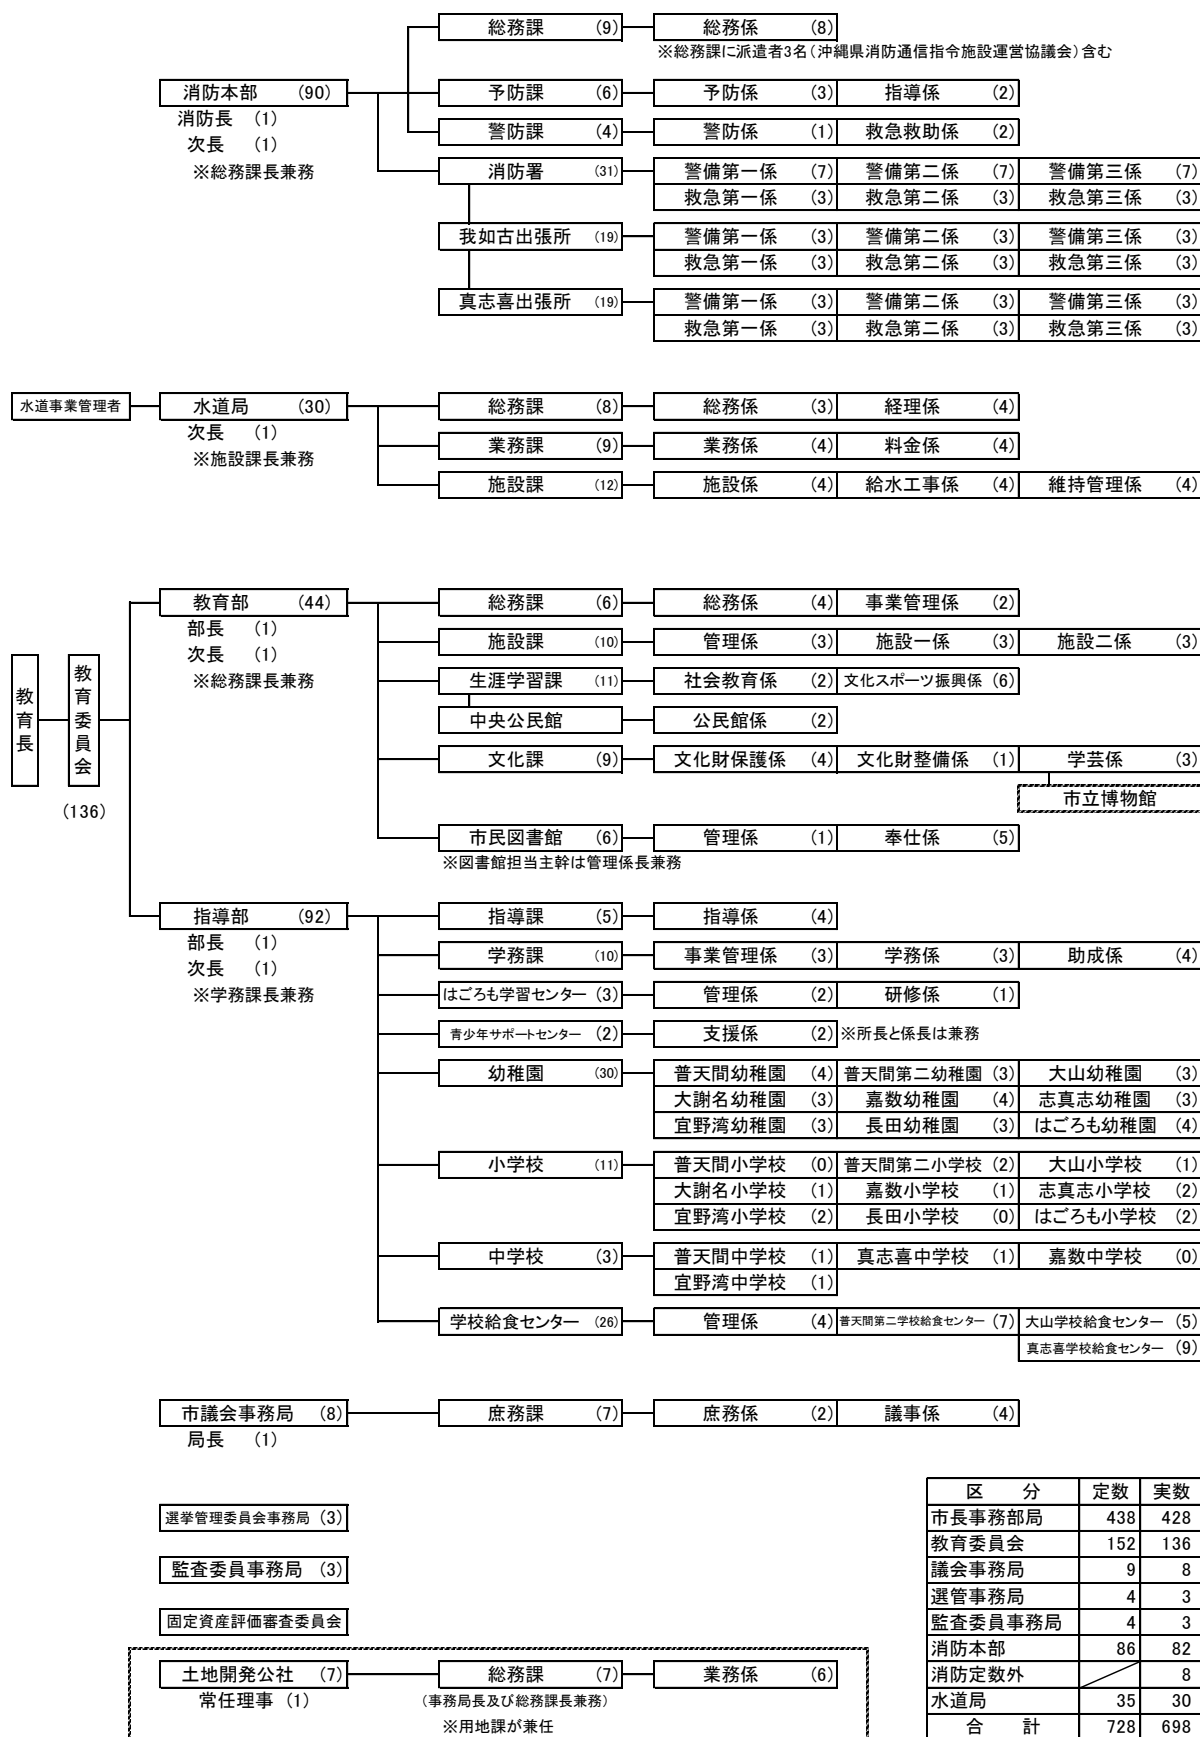 総務課 (9) 総務係 (8)
※総務課に派遣者3名(沖縄県消防通信指令施設運営協議会)含む
消防本部 (90) 予防課 (6) 予防係 (3) 指導係 (2)
消防長 (1)
警防課 (4) 警防係 (1) 救急救助係 (2)
次長 (1)
※総務課長兼務 消防署 (31) 警備第一係 (7) 警備第二係 (7) 警備第三係 (7)
救急第一係 (3) 救急第二係 (3) 救急第三係 (3)
我如古出張所 (19) 警備第一係 (3) 警備第二係 (3) 警備第三係 (3)
救急第一係 (3) 救急第二係 (3) 救急第三係 (3)
真志喜出張所 (19) 警備第一係 (3) 警備第二係 (3) 警備第三係 (3)
救急第一係 (3) 救急第二係 (3) 救急第三係 (3)
水道事業管理者 水道局 (30) 総務課 (8) 総務係 (3) 経理係 (4)
次長 (1)
業務課 (9) 業務係 (4) 料金係 (4)
※施設課長兼務
施設課 (12) 施設係 (4) 給水工事係 (4) 維持管理係 (4)
教育長
教育委員会
(136)
教育部 (44) 総務課 (6) 総務係 (4) 事業管理係 (2)
部長 (1)
施設課 (10) 管理係 (3) 施設一係 (3) 施設二係 (3)
次長 (1)
※総務課長兼務 生涯学習課 (11) 社会教育係 (2) 文化スポーツ振興係 (6)
中央公民館 公民館係 (2)
文化課 (9) 文化財保護係 (4) 文化財整備係 (1) 学芸係 (3)
市立博物館
市民図書館 (6) 管理係 (1) 奉仕係 (5)
※図書館担当主幹は管理係長兼務
指導部 (92) 指導課 (5) 指導係 (4)
部長 (1)
学務課 (10) 事業管理係 (3) 学務係 (3) 助成係 (4)
次長 (1)
※学務課長兼務 はごろも学習センター (3) 管理係 (2) 研修係 (1)
青少年サポートセンター (2) 支援係 (2) ※所長と係長は兼務
幼稚園 (30) 普天間幼稚園 (4) 普天間第二幼稚園 (3) 大山幼稚園 (3)
大謝名幼稚園 (3) 嘉数幼稚園 (4) 志真志幼稚園 (3)
宜野湾幼稚園 (3) 長田幼稚園 (3) はごろも幼稚園 (4)
小学校 (11) 普天間小学校 (0) 普天間第二小学校 (2) 大山小学校 (1)
大謝名小学校 (1) 嘉数小学校 (1) 志真志小学校 (2)
宜野湾小学校 (2) 長田小学校 (0) はごろも小学校 (2)
中学校 (3) 普天間中学校 (1) 真志喜中学校 (1) 嘉数中学校 (0)
宜野湾中学校 (1)
学校給食センター (26) 管理係 (4) 普天間第二学校給食センター (7) 大山学校給食センター (5)
真志喜学校給食センター (9)
市議会事務局 (8) 庶務課 (7) 庶務係 (2) 議事係 (4)
局長 (1)
選挙管理委員会事務局 (3)
監査委員事務局 (3)
固定資産評価審査委員会
土地開発公社 (7) 総務課 (7) 業務係 (6)
常任理事 (1) (事務局長及び総務課長兼務)
※用地課が兼任
区 分 定数 実数
市長事務部局 438 428
教育委員会 152 136
議会事務局 9 8
選管事務局 4 3
監査委員事務局 4 3
消防本部 86 82
消防定数外 8
水道局 35 30
合 計 728 698